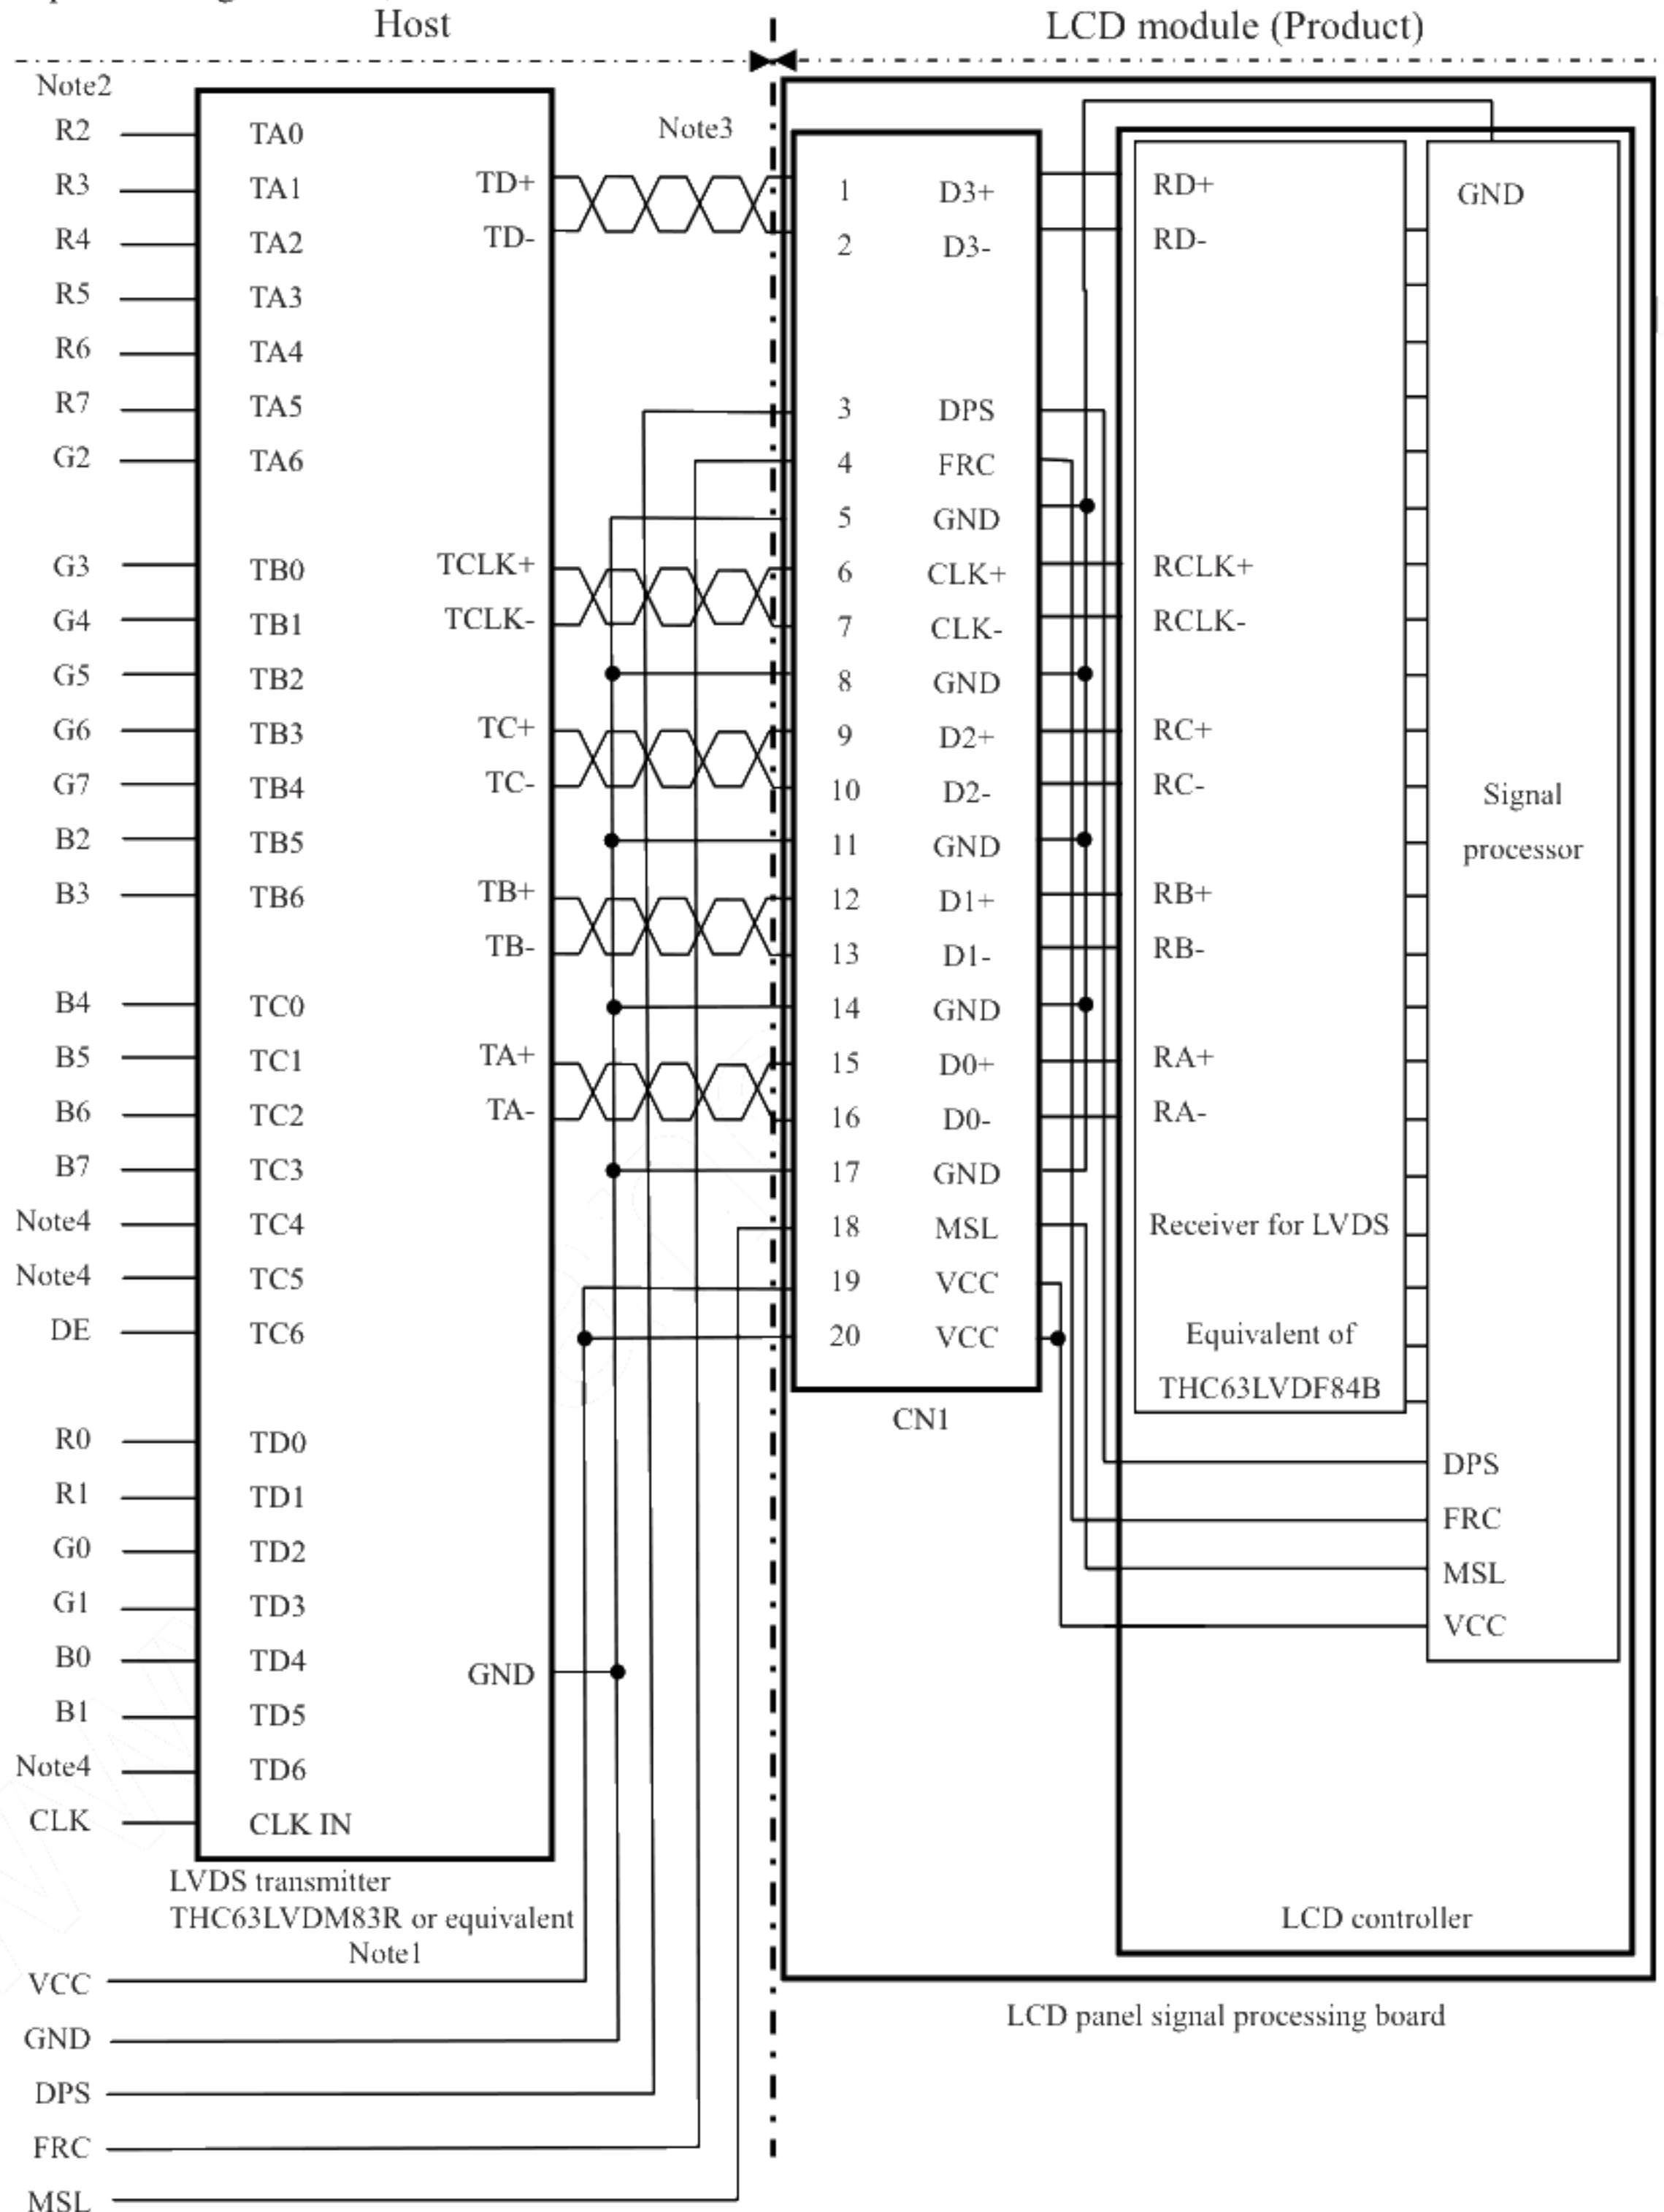 Host
LCD module (Product)
Note2
R2 TA0
R3 TA1
R4 TA2
R5 TA3
R6 TA4
R7 TA5
G2 TA6
G3 TB0
G4 TB1
G5 TB2
G6 TB3
G7 TB4
B2 TB5
B3 TB6
B4 TC0
B5 TC1
B6 TC2
B7 TC3
Note4 TC4
Note4 TC5
DE TC6
R0 TD0
R1 TD1
G0 TD2
G1 TD3
B0 TD4
B1 TD5
Note4 TD6
CLK CLK IN
TD+
TD-
TCLK+
TCLK-
TC+
TC-
TB+
TB-
TA+
TA-
GND
LVDS transmitter
THC63LVDM83R or equivalent
Note1
VCC
GND
DPS
FRC
MSL
Note3
1 D3+
2 D3-
3 DPS
4 FRC
5 GND
6 CLK+
7 CLK-
8 GND
9 D2+
10 D2-
11 GND
12 D1+
13 D1-
14 GND
15 D0+
16 D0-
17 GND
18 MSL
19 VCC
20 VCC
CN1
RD+
RD-
RCLK+
RCLK-
RC+
RC-
RB+
RB-
RA+
RA-
Receiver for LVDS
Equivalent of
THC63LVDF84B
GND
Signal
processor
DPS
FRC
MSL
VCC
LCD controller
LCD panel signal processing board